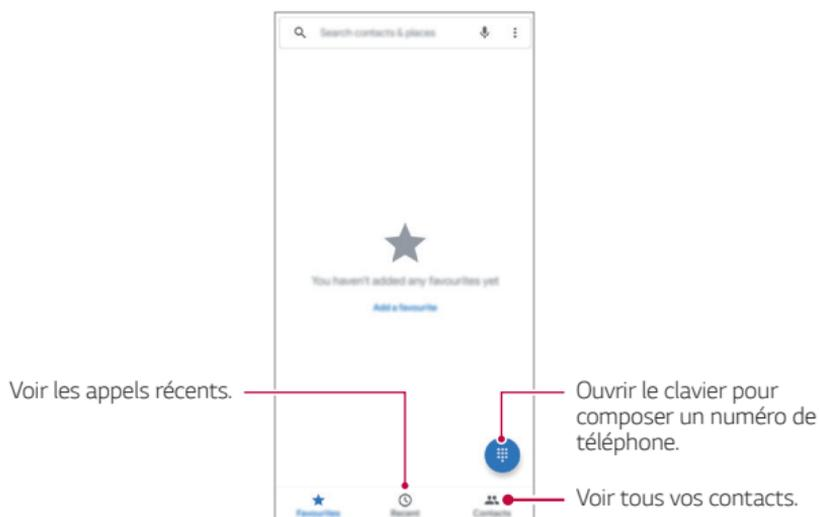 Search contacts & places
You haven't added any favourites yet
Add a favourite
Voir les appels récents.
Ouvrir le clavier pour
composer un numéro de
téléphone.
Favourites
Recent
Contacts
Voir tous vos contacts.